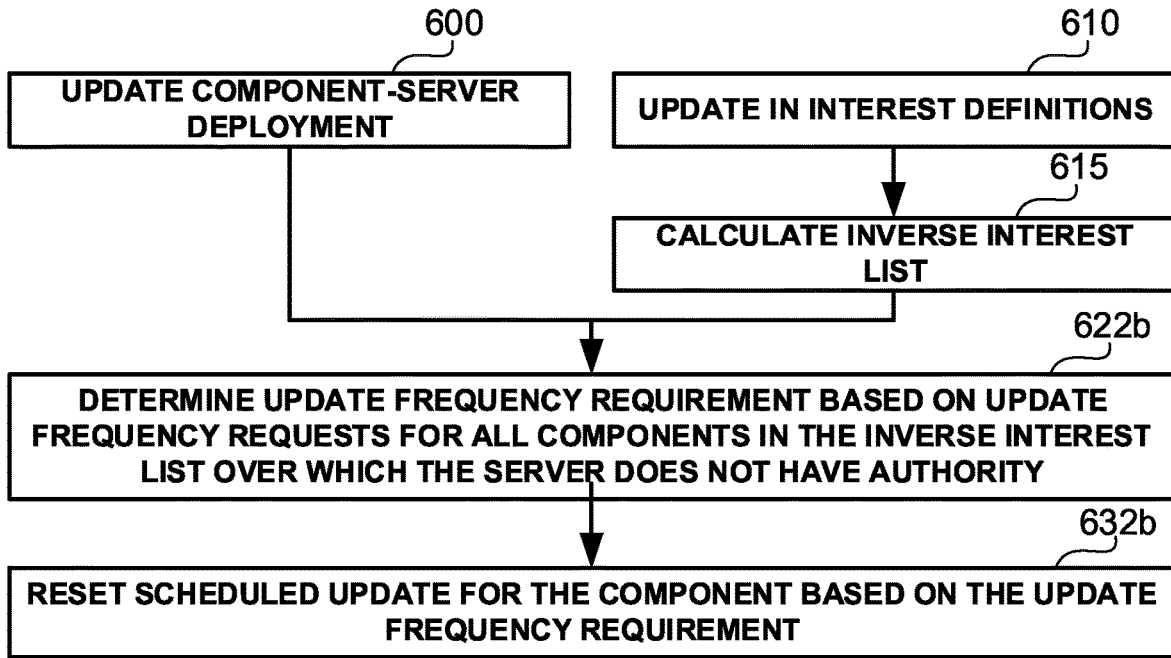 600
UPDATE COMPONENT-SERVER
DEPLOYMENT
610
UPDATE IN INTEREST DEFINITIONS
615
CALCULATE INVERSE INTEREST
LIST
622b
DETERMINE UPDATE FREQUENCY REQUIREMENT BASED ON UPDATE
FREQUENCY REQUESTS FOR ALL COMPONENTS IN THE INVERSE INTEREST
LIST OVER WHICH THE SERVER DOES NOT HAVE AUTHORITY
632b
RESET SCHEDULED UPDATE FOR THE COMPONENT BASED ON THE UPDATE
FREQUENCY REQUIREMENT